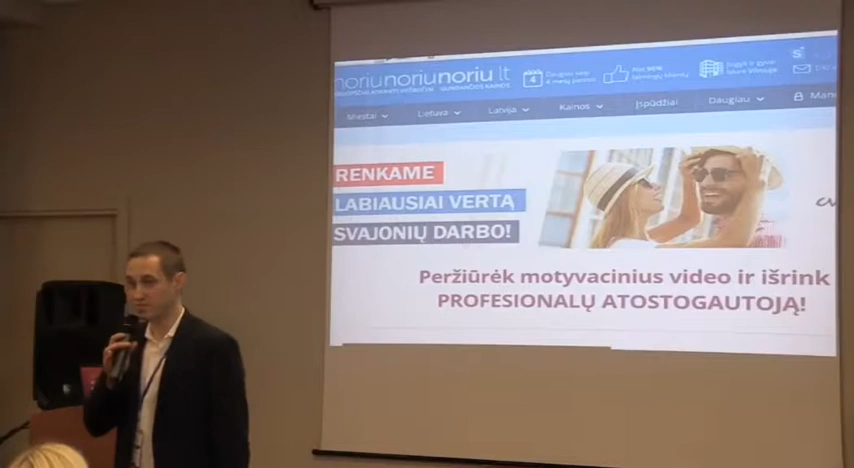 noriunoriunoriu.lt
Miestai Lietuva Latvija Kainos Įspūdžiai Daugiau
RENKAME
LABIAUSIAI VERTĄ
SVAJONIŲ DARBO!
Peržiūrėk motyvacinius video ir išrink
PROFESIONALŲ ATOSTOGAUTOJĄ!